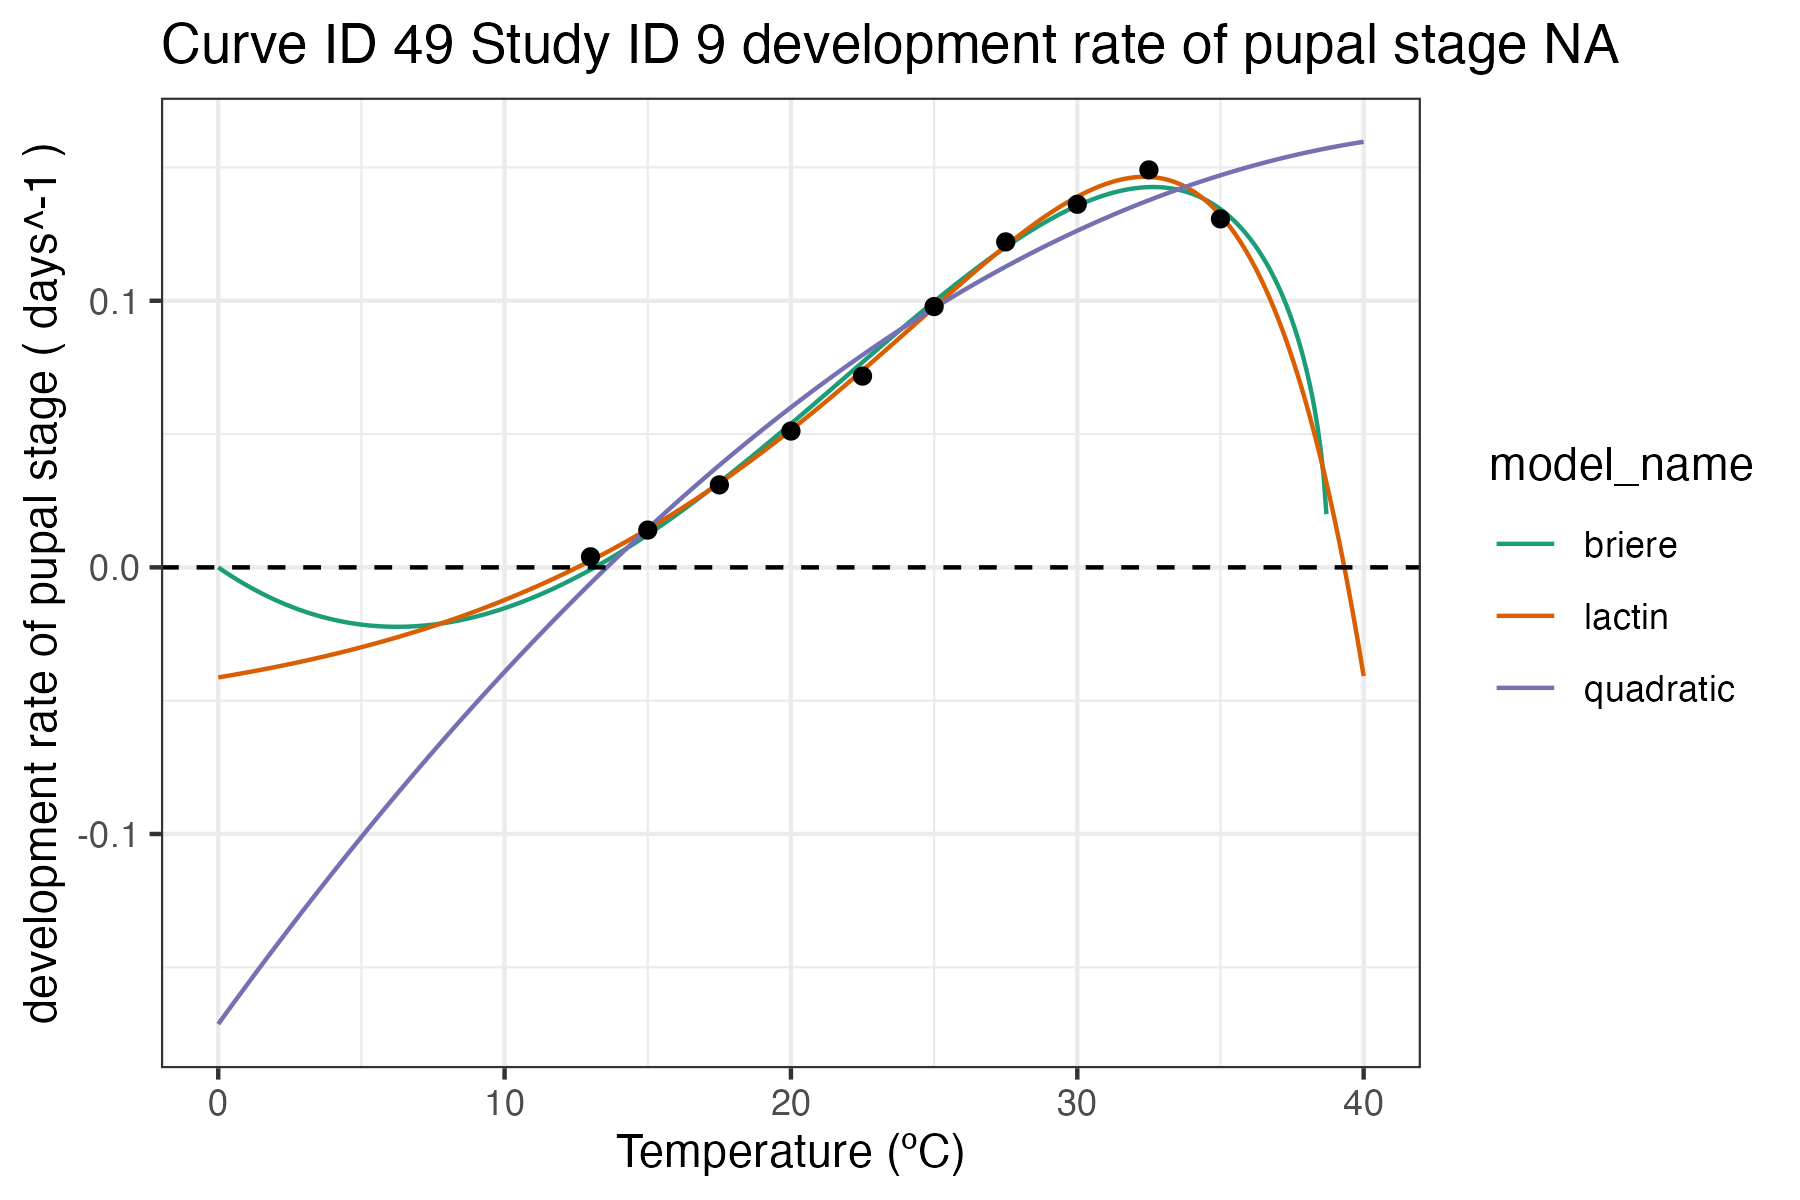 Curve ID 49 Study ID 9 development rate of pupal stage NA
development rate of pupal stage ( days^-1 )
0.1
0.0
-0.1
0
10
20
30
40
Temperature (ºC)
model_name
briere
lactin
quadratic